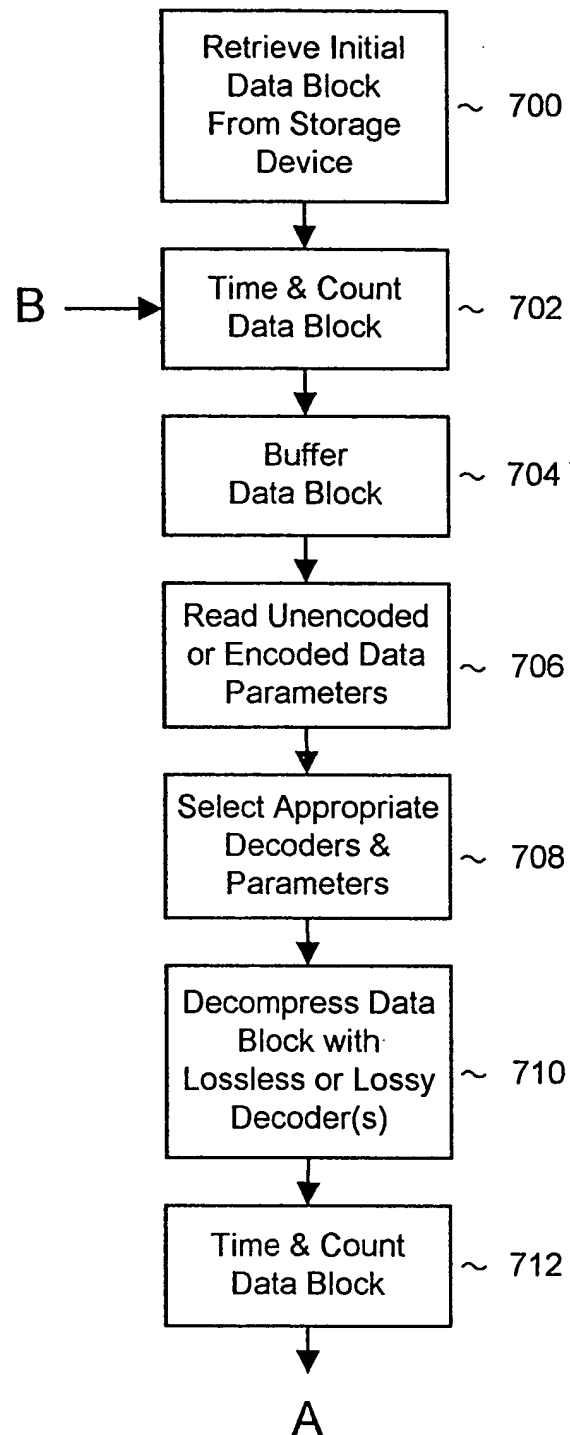 Retrieve Initial
Data Block
From Storage
Device
~ 700
B
Time & Count
Data Block
~ 702
Buffer
Data Block
~ 704
Read Unencoded
or Encoded Data
Parameters
~ 706
Select Appropriate
Decoders &
Parameters
~ 708
Decompress Data
Block with
Lossless or Lossy
Decoder(s)
~ 710
Time & Count
Data Block
~ 712
A